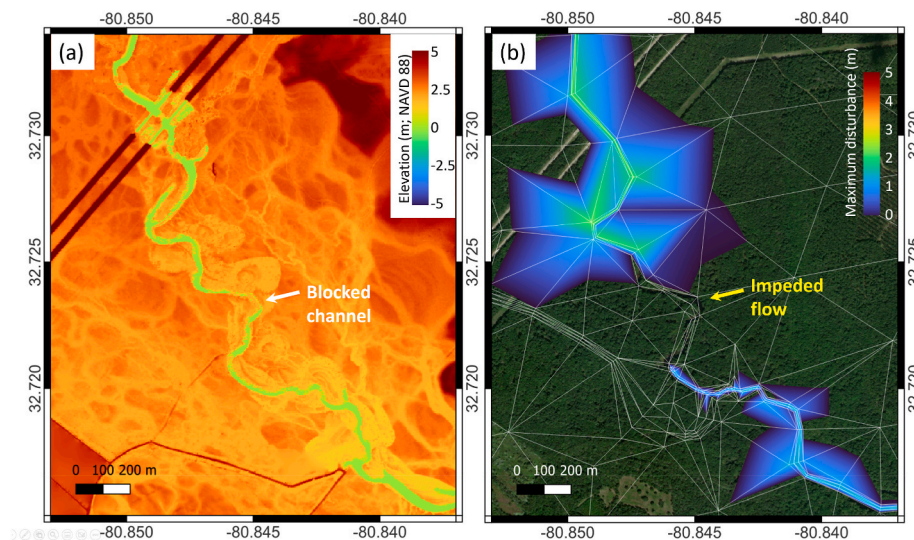 -80.850 -80.845 -80.840
(a)
5
2.5
0
-2.5
-5
Elevation (m; NAVD 88)
32.730
32.725
32.720
Blocked
channel
0 100 200 m
-80.850 -80.845 -80.840
-80.850 -80.845 -80.840
(b)
5
4
3
2
1
0
Maximum disturbance (m)
32.730
32.725
32.720
Impeded
flow
0 100 200 m
-80.850 -80.845 -80.840